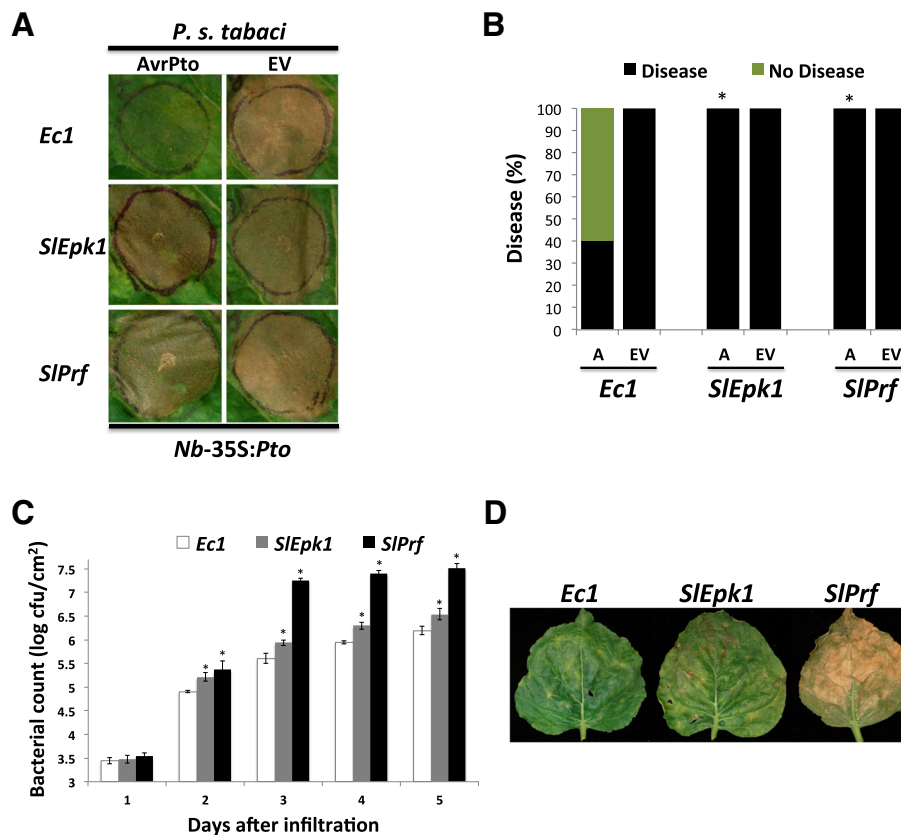 A
P. s. tabaci
AvrPto EV
Ec1
SlEpk1
SlPrf
Nb-35S:Pto
B
Disease No Disease
* *
Disease (%)
100
90
80
70
60
50
40
30
20
10
0
A EV A EV A EV
Ec1 SlEpk1 SlPrf
C
Ec1 SlEpk1 SlPrf
Bacterial count (log cfu/cm²)
7.5
7
6.5
6
5.5
5
4.5
4
3.5
3
* * * * * * * *
1 2 3 4 5
Days after infiltration
D
Ec1 SlEpk1 SlPrf